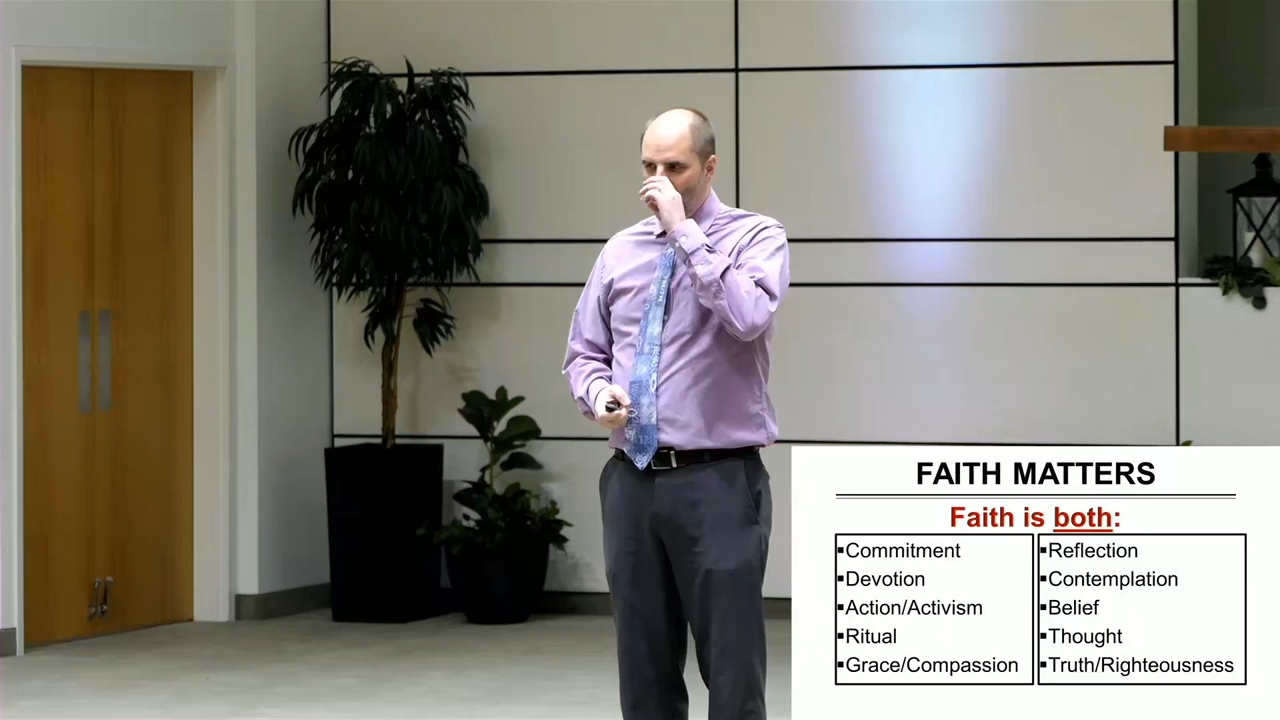 FAITH MATTERS
Faith is both:
▪Commitment
▪Devotion
▪Action/Activism
▪Ritual
▪Grace/Compassion
▪Reflection
▪Contemplation
▪Belief
▪Thought
▪Truth/Righteousness